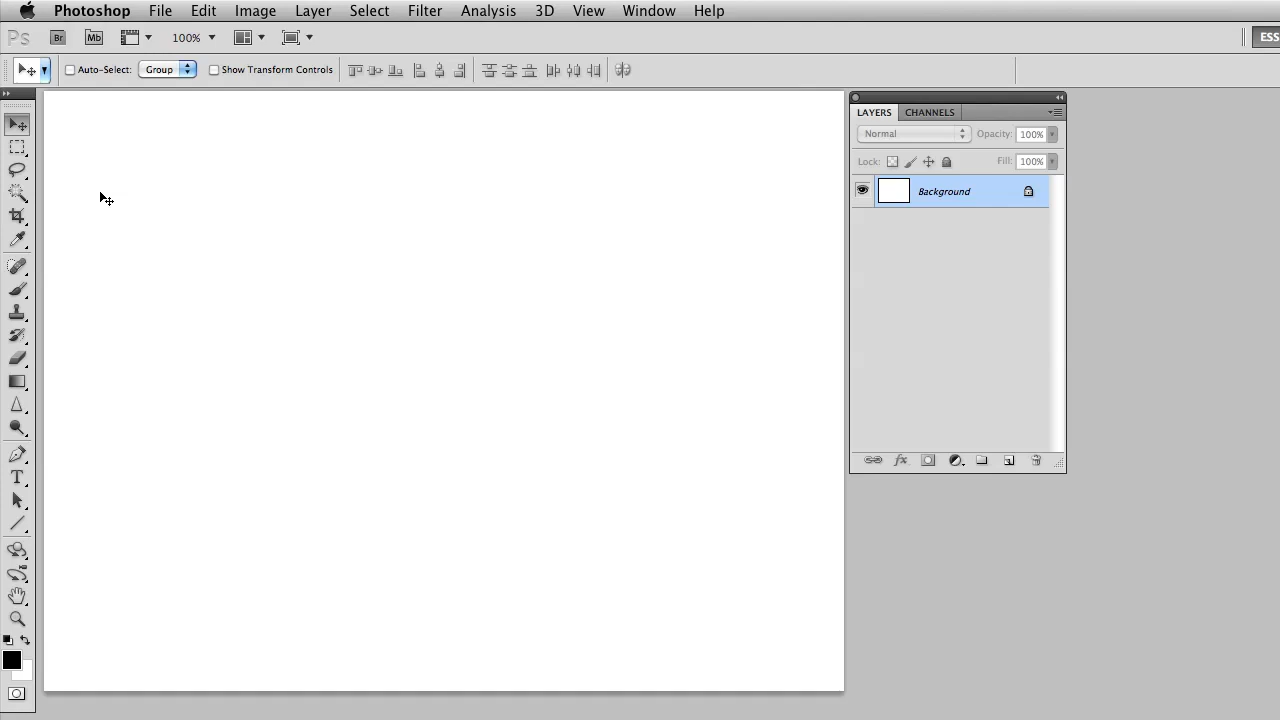 Photoshop File Edit Image Layer Select Filter Analysis 3D View Window Help
Ps Br Mb 100% ESS
Auto-Select: Group Show Transform Controls
LAYERS CHANNELS
Normal Opacity: 100%
Lock: Fill: 100%
Background
fx
T